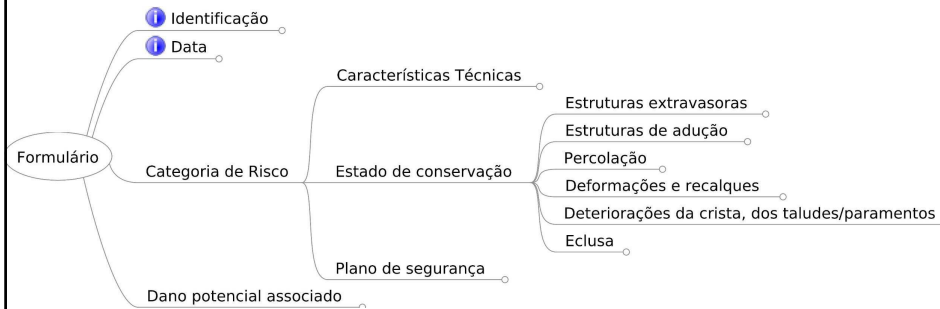 Formulário
Identificação
Data
Categoria de Risco
Características Técnicas
Estado de conservação
Estruturas extravasoras
Estruturas de adução
Percolação
Deformações e recalques
Deteriorações da crista, dos taludes/paramentos
Eclusa
Plano de segurança
Dano potencial associado